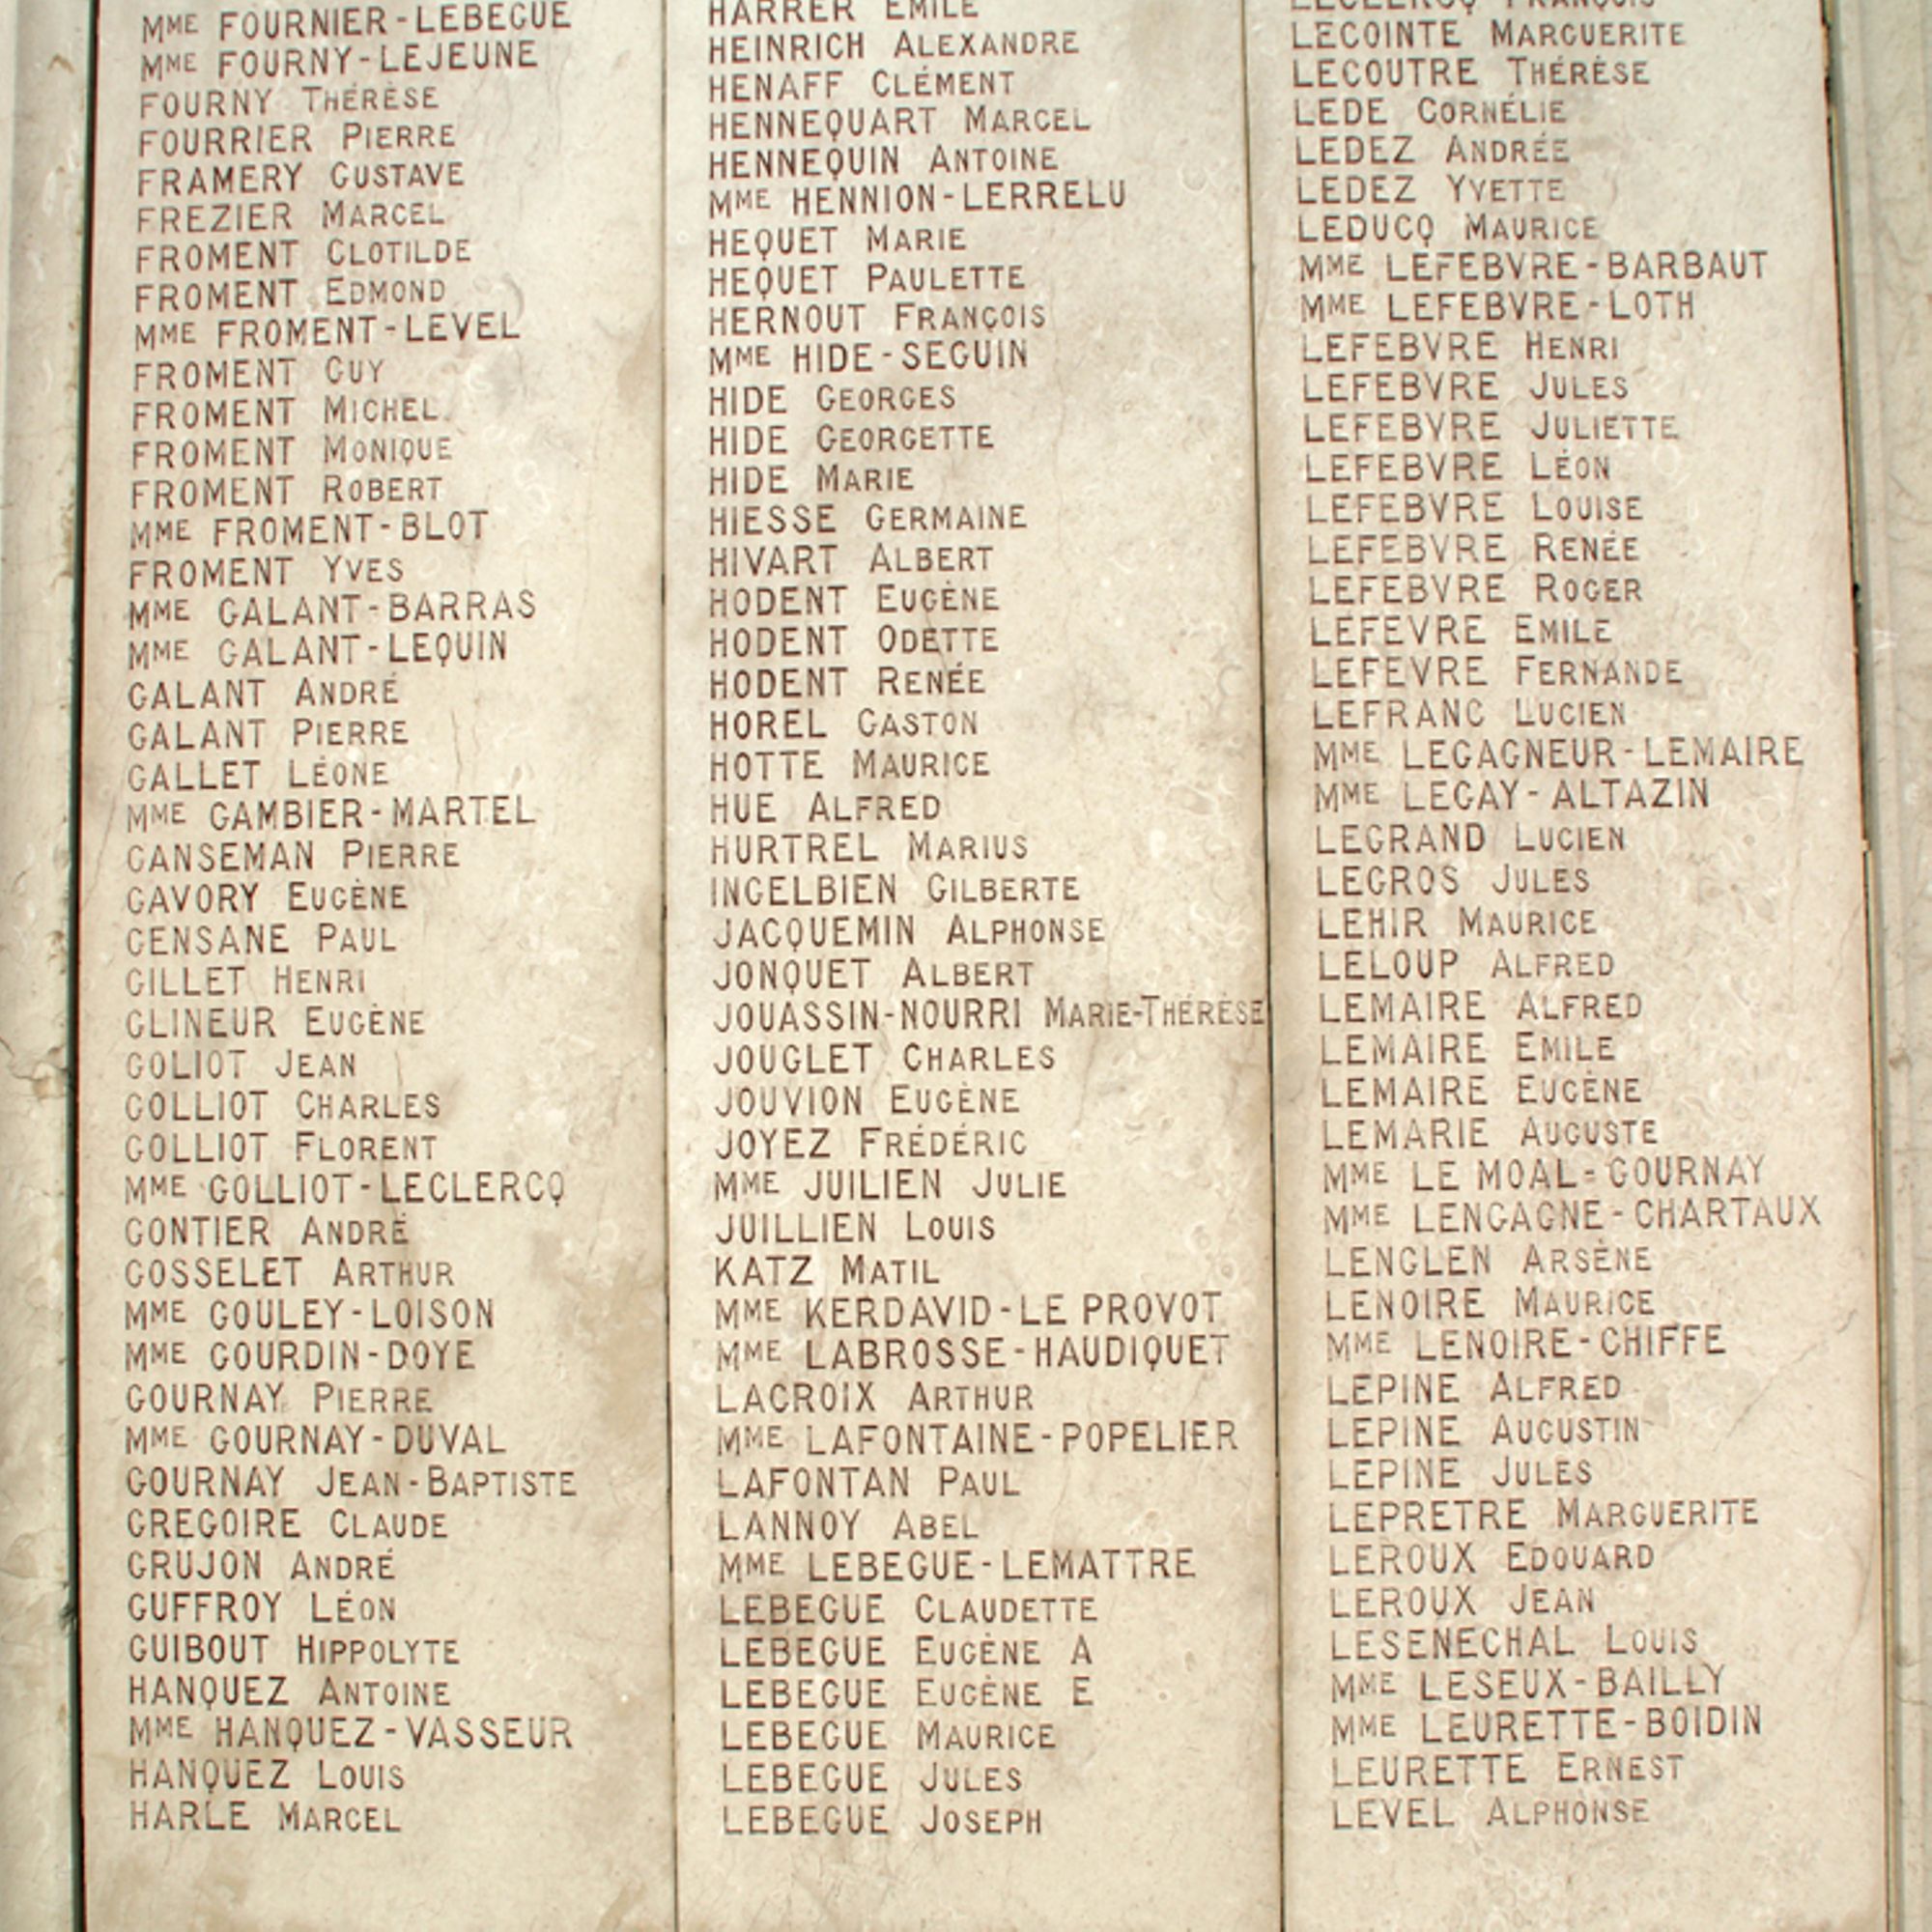 MME FOURNIER-LEBEGUE
MME FOURNY-LEJEUNE
FOURNY THÉRÈSE
FOURRIER PIERRE
FRAMERY GUSTAVE
FREZIER MARCEL
FROMENT CLOTILDE
FROMENT EDMOND
MME FROMENT-LEVEL
FROMENT GUY
FROMENT MICHEL
FROMENT MONIQUE
FROMENT ROBERT
MME FROMENT-BLOT
FROMENT YVES
MME GALANT-BARRAS
MME GALANT-LEQUIN
GALANT ANDRÉ
GALANT PIERRE
GALLET LÉONE
MME GAMBIER-MARTEL
GANSEMAN PIERRE
GAVORY EUGÈNE
GENSANE PAUL
GILLET HENRI
GLINEUR EUGÈNE
GOLIOT JEAN
GOLLIOT CHARLES
GOLLIOT FLORENT
MME GOLLIOT-LECLERCQ
GONTIER ANDRÉ
GOSSELET ARTHUR
MME GOULEY-LOISON
MME GOURDIN-DOYE
GOURNAY PIERRE
MME GOURNAY-DUVAL
GOURNAY JEAN-BAPTISTE
GREGOIRE CLAUDE
GRUJON ANDRÉ
GUFFROY LÉON
GUIBOUT HIPPOLYTE
HANQUEZ ANTOINE
MME HANQUEZ-VASSEUR
HANQUEZ LOUIS
HARLE MARCEL
HARRER EMILE
HEINRICH ALEXANDRE
HENAFF CLÉMENT
HENNEQUART MARCEL
HENNEQUIN ANTOINE
MME HENNION-LERRELU
HEQUET MARIE
HEQUET PAULETTE
HERNOUT FRANÇOIS
MME HIDE-SEGUIN
HIDE GEORGES
HIDE GEORGETTE
HIDE MARIE
HIESSE GERMAINE
HIVART ALBERT
HODENT EUGÈNE
HODENT ODETTE
HODENT RENÉE
HOREL GASTON
HOTTE MAURICE
HUE ALFRED
HURTREL MARIUS
INGELBIEN GILBERTE
JACQUEMIN ALPHONSE
JONQUET ALBERT
JOUASSIN-NOURRI MARIE-THÉRÈSE
JOUGLET CHARLES
JOUVION EUGÈNE
JOYEZ FRÉDÉRIC
MME JUILIEN JULIE
JUILLIEN LOUIS
KATZ MATIL
MME KERDAVID-LE PROVOT
MME LABROSSE-HAUDIQUET
LACROIX ARTHUR
MME LAFONTAINE-POPELIER
LAFONTAN PAUL
LANNOY ABEL
MME LEBEGUE-LEMATTRE
LEBEGUE CLAUDETTE
LEBEGUE EUGÈNE A
LEBEGUE EUGÈNE E
LEBEGUE MAURICE
LEBEGUE JULES
LEBEGUE JOSEPH
LECLERCQ FRANÇOIS
LECOINTE MARGUERITE
LECOUTRE THÉRÈSE
LEDE CORNÉLIE
LEDEZ ANDRÉE
LEDEZ YVETTE
LEDUCQ MAURICE
MME LEFEBVRE-BARBAUT
MME LEFEBVRE-LOTH
LEFEBVRE HENRI
LEFEBVRE JULES
LEFEBVRE JULIETTE
LEFEBVRE LÉON
LEFEBVRE LOUISE
LEFEBVRE RENÉE
LEFEBVRE ROGER
LEFEVRE EMILE
LEFEVRE FERNANDE
LEFRANC LUCIEN
MME LEGAGNEUR-LEMAIRE
MME LEGAY-ALTAZIN
LEGRAND LUCIEN
LEGROS JULES
LEHIR MAURICE
LELOUP ALFRED
LEMAIRE ALFRED
LEMAIRE EMILE
LEMAIRE EUGÈNE
LEMARIE AUGUSTE
MME LE MOAL-GOURNAY
MME LENGAGNE-CHARTAUX
LENGLEN ARSÈNE
LENOIRE MAURICE
MME LENOIRE-CHIFFE
LEPINE ALFRED
LEPINE AUGUSTIN
LEPINE JULES
LEPRETRE MARGUERITE
LEROUX EDOUARD
LEROUX JEAN
LESENECHAL LOUIS
MME LESEUX-BAILLY
MME LEURETTE-BOIDIN
LEURETTE ERNEST
LEVEL ALPHONSE